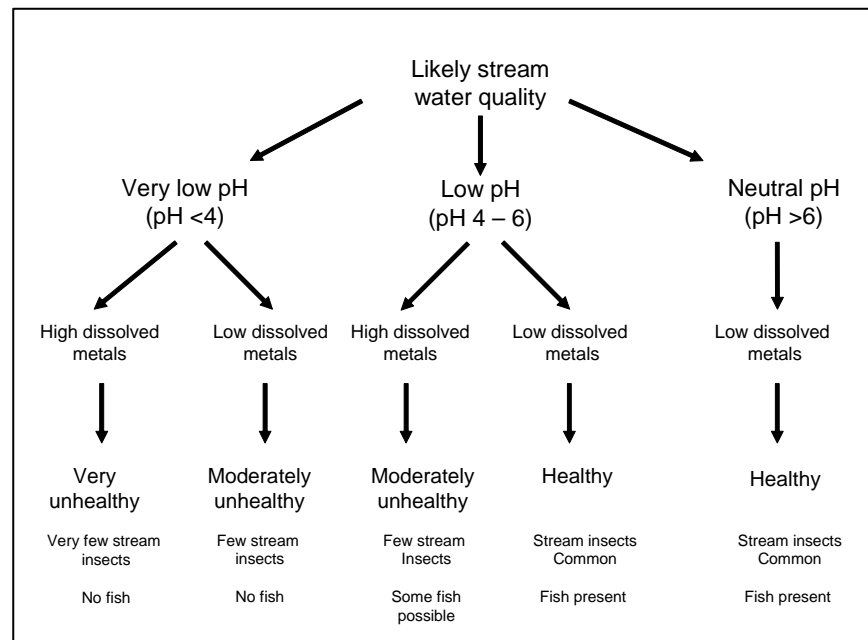 Likely stream
water quality
Very low pH
(pH <4)
Low pH
(pH 4 – 6)
Neutral pH
(pH >6)
High dissolved
metals
Low dissolved
metals
High dissolved
metals
Low dissolved
metals
Low dissolved
metals
Very
unhealthy
Moderately
unhealthy
Moderately
unhealthy
Healthy
Healthy
Very few stream
insects
Few stream
insects
Few stream
Insects
Stream insects
Common
Stream insects
Common
No fish
No fish
Some fish
possible
Fish present
Fish present